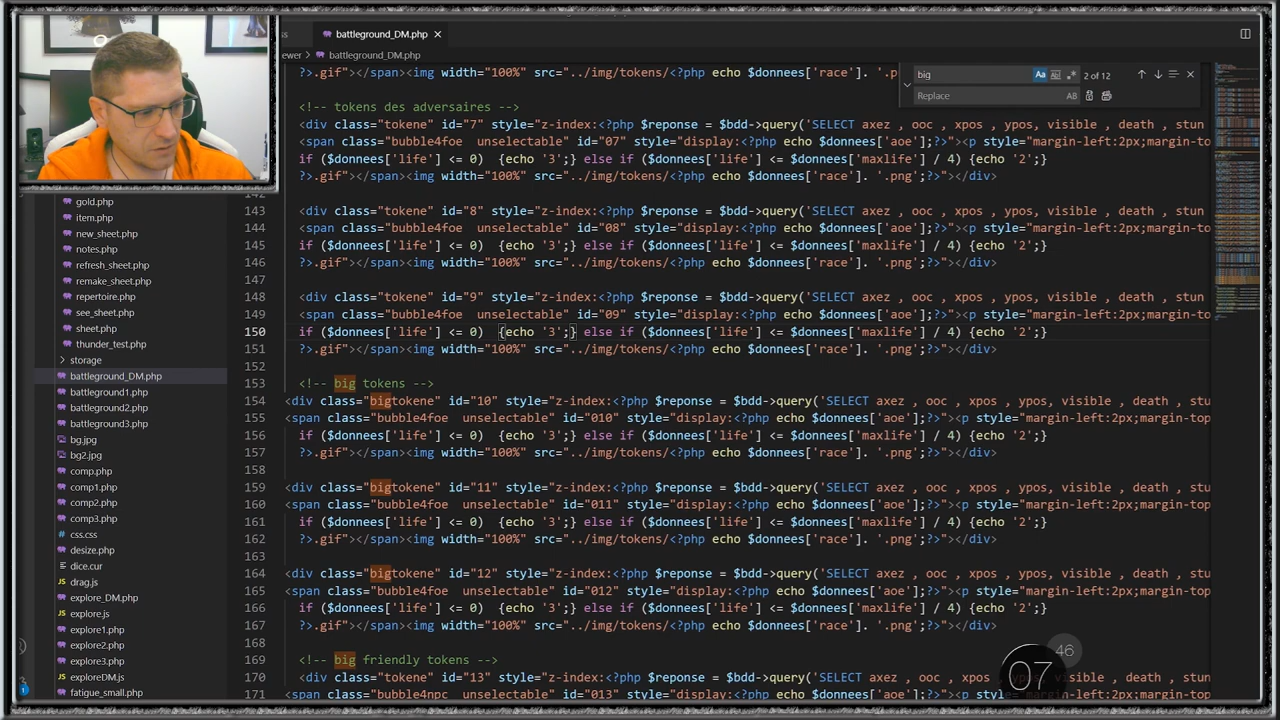 ss
battleground_DM.php
ewer > battleground_DM.php
big
Aa
ab
2 of 12
Replace
AB
gold.php
item.php
new_sheet.php
notes.php
refresh_sheet.php
remake_sheet.php
repertoire.php
see_sheet.php
sheet.php
thunder_test.php
storage
battleground_DM.php
battleground1.php
battleground2.php
battleground3.php
bg.jpg
bg2.jpg
comp.php
comp1.php
comp2.php
comp3.php
css.css
desize.php
dice.cur
drag.js
explore_DM.php
explore.js
explore1.php
explore2.php
explore3.php
exploreDM.js
fatigue_small.php
1
?>.gif"></span><img width="100%" src="../img/tokens/<?php echo $donnees['race']. '.p
<!-- tokens des adversaires -->
<div class="tokene" id="7" style="z-index:<?php $reponse = $bdd->query('SELECT axez , ooc , xpos , ypos, visible , death , stun
<span class="bubble4foe  unselectable" id="07" style="display:<?php echo $donnees['aoe'];?>"><p style="margin-left:2px;margin-to
if ($donnees['life'] <= 0)  {echo '3';} else if ($donnees['life'] <= $donnees['maxlife'] / 4) {echo '2';}
?>.gif"></span><img width="100%" src="../img/tokens/<?php echo $donnees['race']. '.png';?>"></div>
142
143 <div class="tokene" id="8" style="z-index:<?php $reponse = $bdd->query('SELECT axez , ooc , xpos , ypos, visible , death , stun
144 <span class="bubble4foe  unselectable" id="08" style="display:<?php echo $donnees['aoe'];?>"><p style="margin-left:2px;margin-to
145 if ($donnees['life'] <= 0)  {echo '3';} else if ($donnees['life'] <= $donnees['maxlife'] / 4) {echo '2';}
146 ?>.gif"></span><img width="100%" src="../img/tokens/<?php echo $donnees['race']. '.png';?>"></div>
147
148 <div class="tokene" id="9" style="z-index:<?php $reponse = $bdd->query('SELECT axez , ooc , xpos , ypos, visible , death , stun
149 <span class="bubble4foe  unselectable" id="09" style="display:<?php echo $donnees['aoe'];?>"><p style="margin-left:2px;margin-to
150 if ($donnees['life'] <= 0)  {echo '3';} else if ($donnees['life'] <= $donnees['maxlife'] / 4) {echo '2';}
151 ?>.gif"></span><img width="100%" src="../img/tokens/<?php echo $donnees['race']. '.png';?>"></div>
152
153 <!-- big tokens -->
154 <div class="bigtokene" id="10" style="z-index:<?php $reponse = $bdd->query('SELECT axez , ooc , xpos , ypos, visible , death , stu
155 <span class="bubble4foe  unselectable" id="010" style="display:<?php echo $donnees['aoe'];?>"><p style="margin-left:2px;margin-top
156 if ($donnees['life'] <= 0)  {echo '3';} else if ($donnees['life'] <= $donnees['maxlife'] / 4) {echo '2';}
157 ?>.gif"></span><img width="100%" src="../img/tokens/<?php echo $donnees['race']. '.png';?>"></div>
158
159 <div class="bigtokene" id="11" style="z-index:<?php $reponse = $bdd->query('SELECT axez , ooc , xpos , ypos, visible , death , stu
160 <span class="bubble4foe  unselectable" id="011" style="display:<?php echo $donnees['aoe'];?>"><p style="margin-left:2px;margin-top
161 if ($donnees['life'] <= 0)  {echo '3';} else if ($donnees['life'] <= $donnees['maxlife'] / 4) {echo '2';}
162 ?>.gif"></span><img width="100%" src="../img/tokens/<?php echo $donnees['race']. '.png';?>"></div>
163
164 <div class="bigtokene" id="12" style="z-index:<?php $reponse = $bdd->query('SELECT axez , ooc , xpos , ypos, visible , death , stu
165 <span class="bubble4foe  unselectable" id="012" style="display:<?php echo $donnees['aoe'];?>"><p style="margin-left:2px;margin-top
166 if ($donnees['life'] <= 0)  {echo '3';} else if ($donnees['life'] <= $donnees['maxlife'] / 4) {echo '2';}
167 ?>.gif"></span><img width="100%" src="../img/tokens/<?php echo $donnees['race']. '.png';?>"></div>
168
169 <!-- big friendly tokens -->
170 <div class="tokene" id="13" style="z-index:<?php $reponse = $bdd->query('SELECT axez , ooc , xpos , ypos, visible , death , stun
171 <span class="bubble4npc  unselectable" id="013" style="display:<?php echo $donnees['aoe'];?>"><p style="margin-left:2px;margin-top
46
07